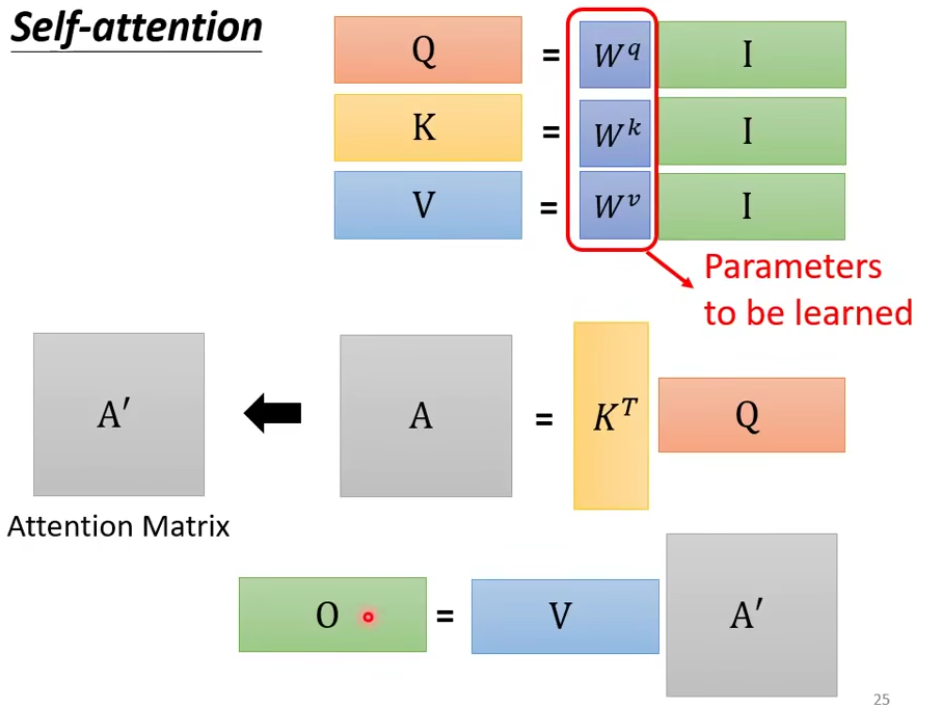 Self-attention
Q = W^q I
K = W^k I
V = W^v I
Parameters
to be learned
A′ A = K^T Q
Attention Matrix
O = V A′
25